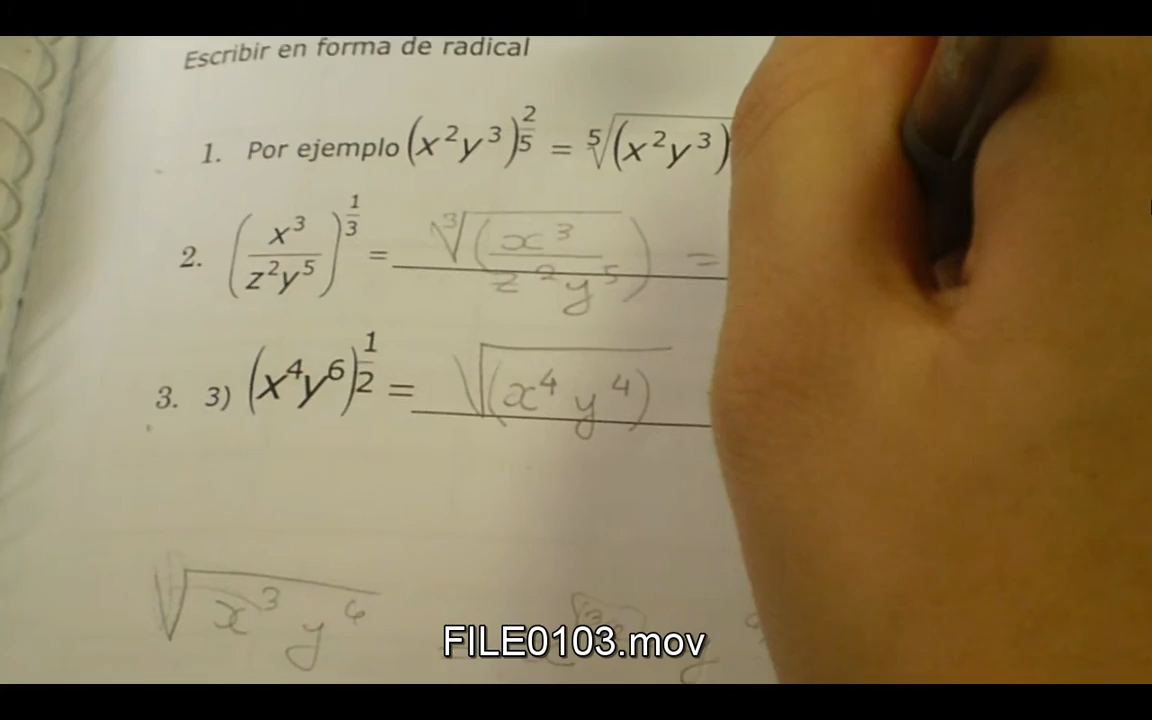 Escribir en forma de radical
1. Por ejemplo (x²y³)^(2/5) = ⁵√(x²y³)
2. (x³/(z²y⁵))^(1/3) = ³√(x³/(z²y⁵)) =
3. 3) (x⁴y⁶)^(1/2) = √(x⁴y⁴)
√x³y⁶
FILE0103.mov